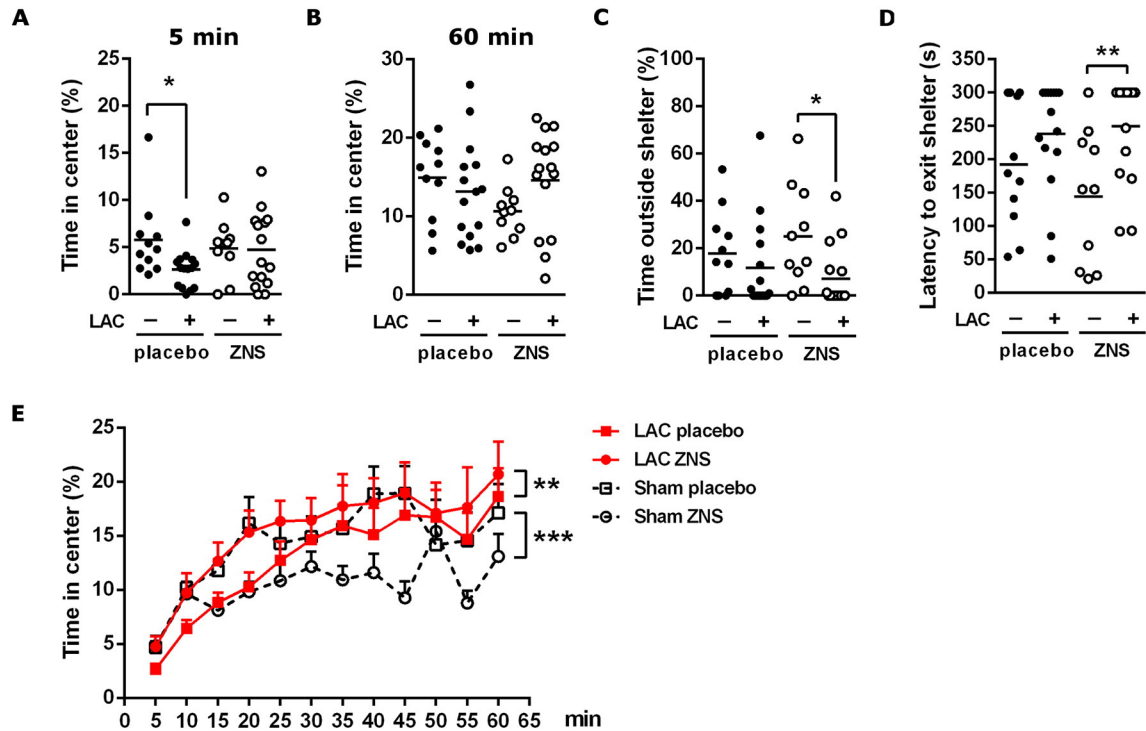 A
5 min
Time in center (%)
25
20
15
10
5
0
*
LAC
– + – +
placebo ZNS
B
60 min
Time in center (%)
30
20
10
0
LAC
– + – +
placebo ZNS
C
Time outside shelter (%)
100
80
60
40
20
0
*
LAC
– + – +
placebo ZNS
D
Latency to exit shelter (s)
350
300
250
200
150
100
50
0
**
LAC
– + – +
placebo ZNS
E
Time in center (%)
25
20
15
10
5
0
0 5 10 15 20 25 30 35 40 45 50 55 60 65 min
**
***
LAC placebo
LAC ZNS
Sham placebo
Sham ZNS